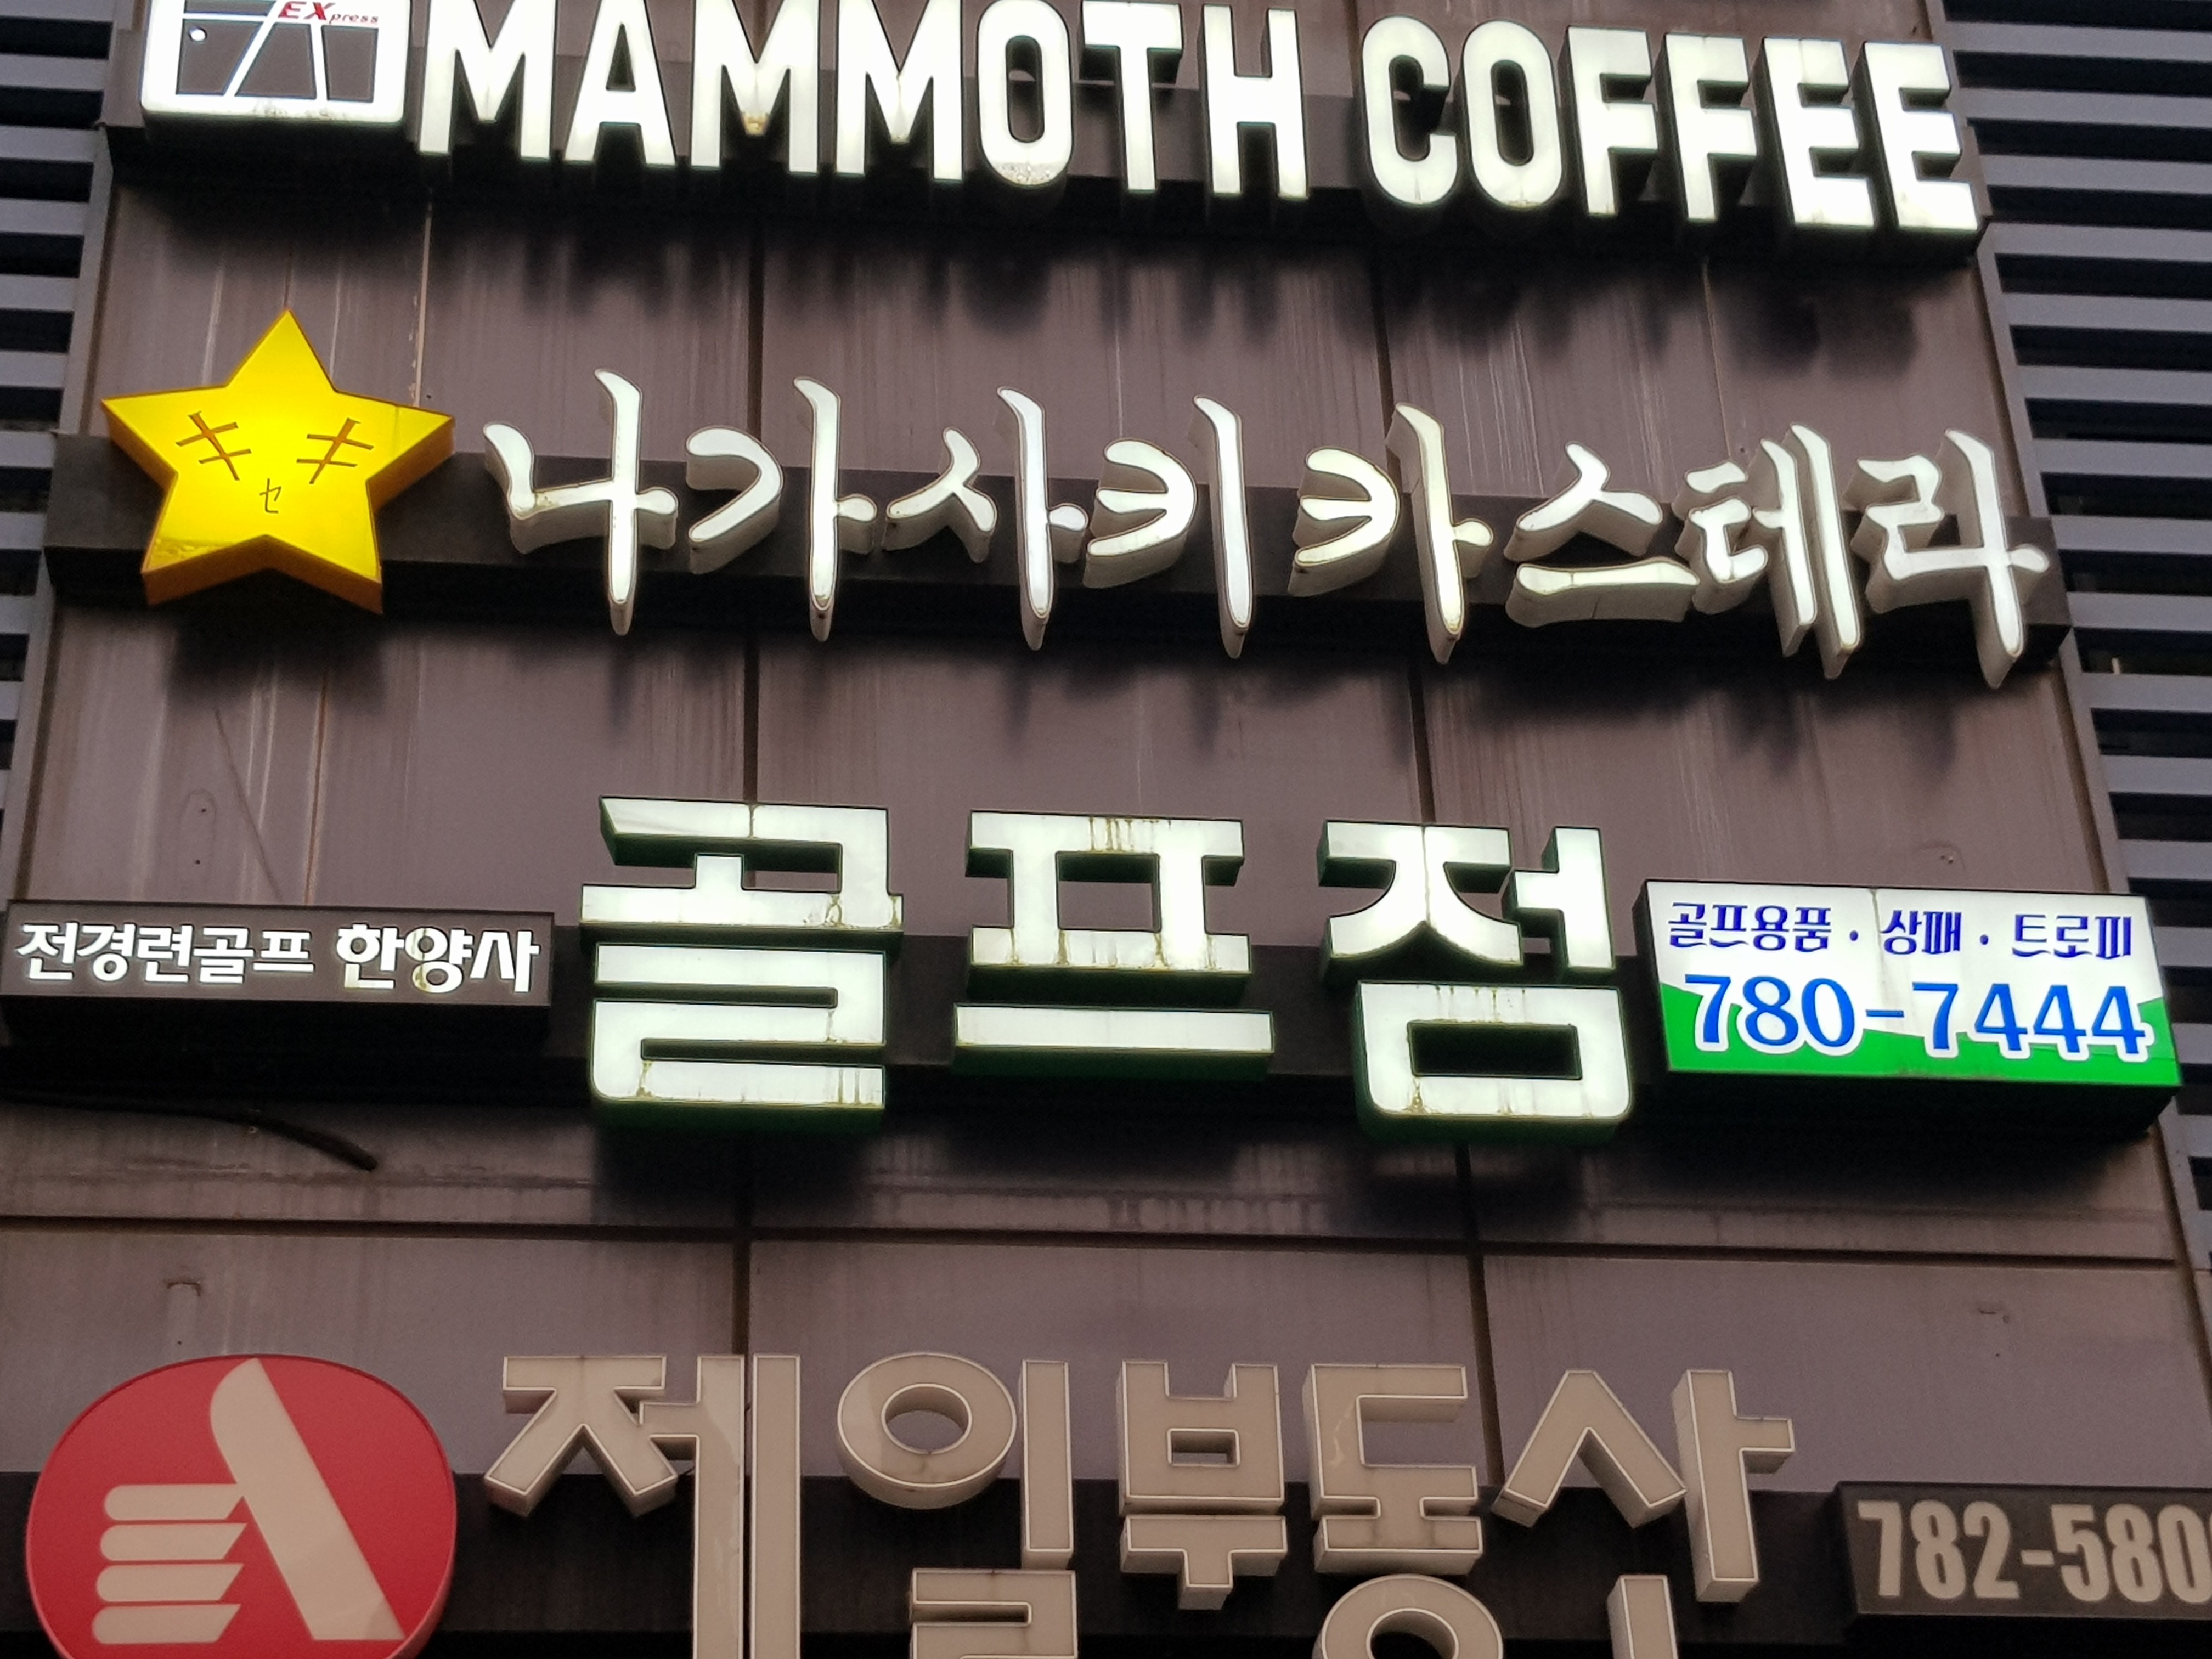 EXpress
MAMMOTH COFFEE
キ キ
セ
나가사키카스테라
전경련골프 한양사
골프점
골프용품 · 상패 · 트로피
780-7444
제일부동산
782-580